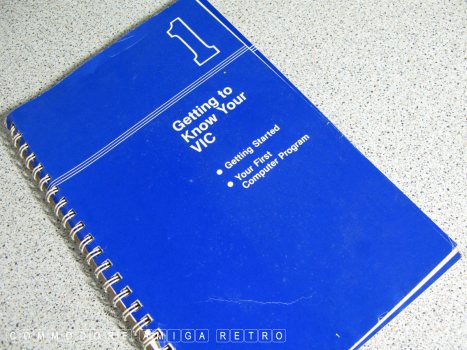 1
Getting to
Know Your
VIC
• Getting Started
• Your First
Computer Program
COMMODORE AMIGA RETRO